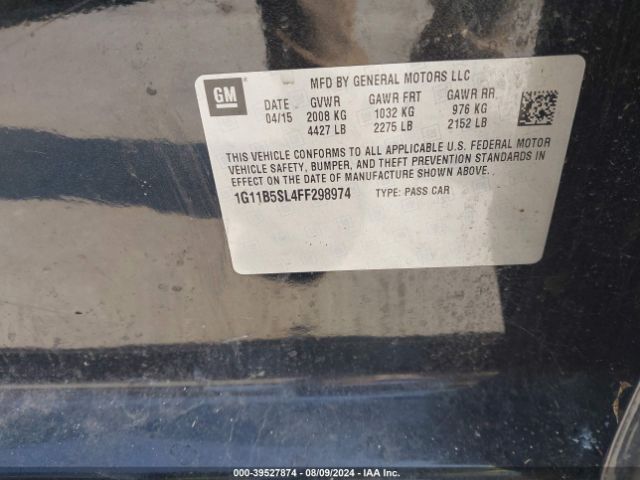 GM
MFD BY GENERAL MOTORS LLC
DATE GVWR GAWR FRT GAWR RR
04/15 2008 KG 1032 KG 976 KG
4427 LB 2275 LB 2152 LB
THIS VEHICLE CONFORMS TO ALL APPLICABLE U.S. FEDERAL MOTOR
VEHICLE SAFETY, BUMPER, AND THEFT PREVENTION STANDARDS IN
EFFECT ON THE DATE OF MANUFACTURE SHOWN ABOVE.
1G11B5SL4FF298974 TYPE: PASS CAR
000-39527874 / 08/09/2024 - IAA Inc.